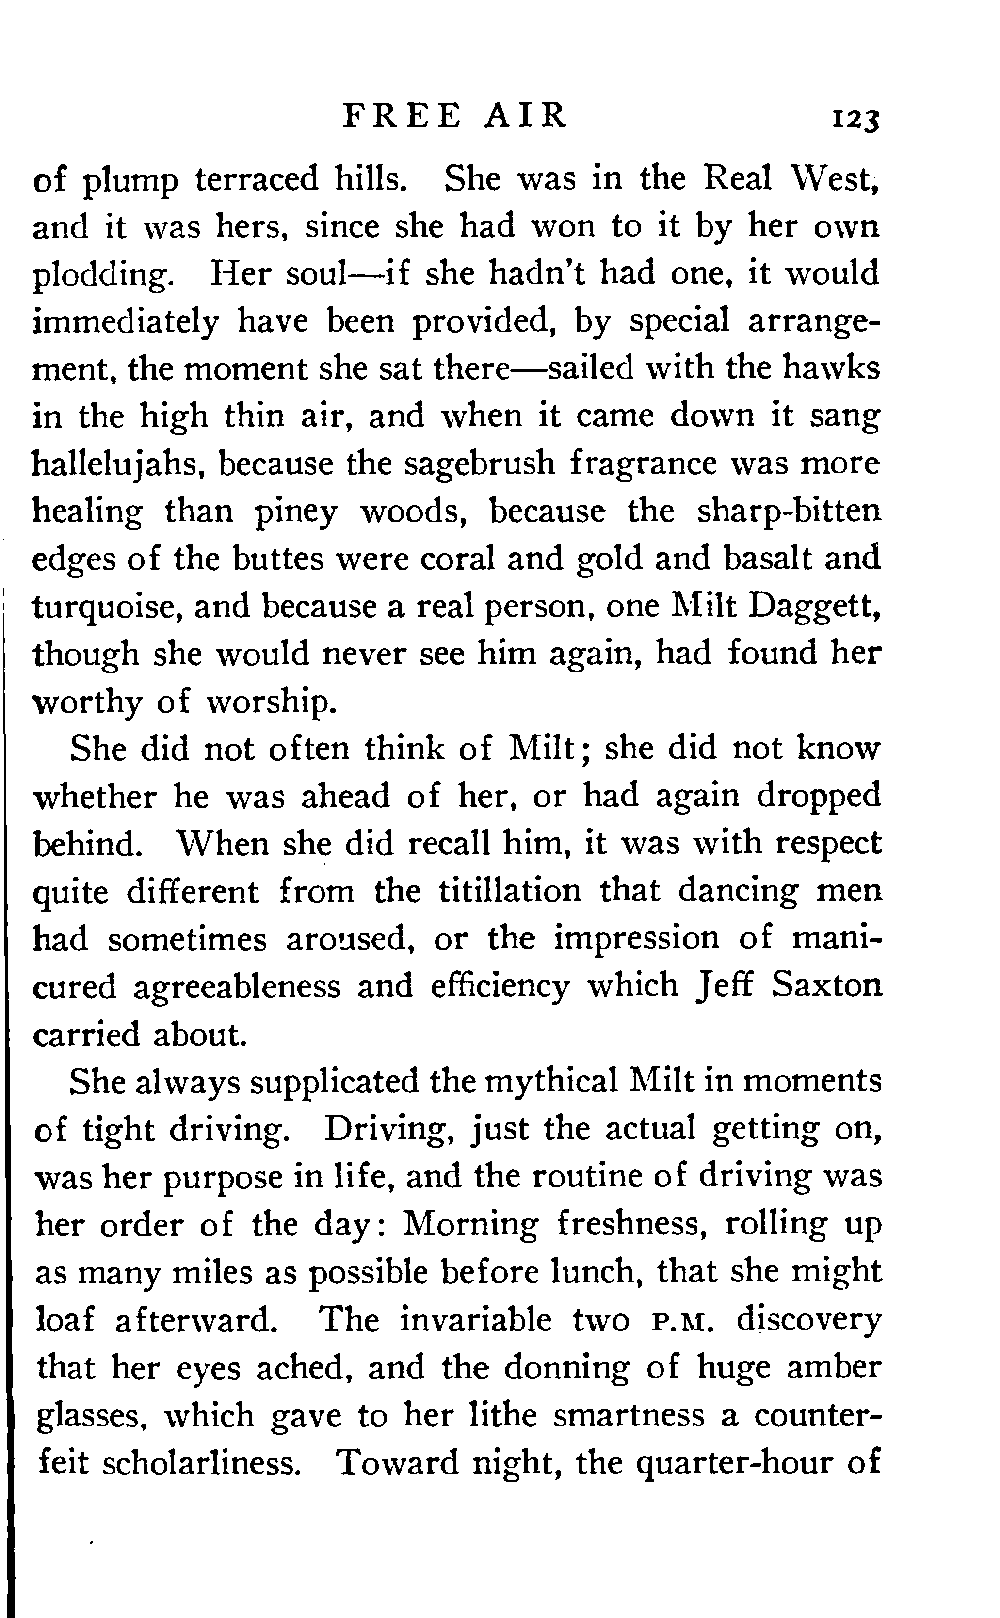 FREE AIR 123
of plump terraced hills. She was in the Real West,
and it was hers, since she had won to it by her own
plodding. Her soul—if she hadn't had one, it would
immediately have been provided, by special arrange-
ment, the moment she sat there—sailed with the hawks
in the high thin air, and when it came down it sang
hallelujahs, because the sagebrush fragrance was more
healing than piney woods, because the sharp-bitten
edges of the buttes were coral and gold and basalt and
turquoise, and because a real person, one Milt Daggett,
though she would never see him again, had found her
worthy of worship.
She did not often think of Milt; she did not know
whether he was ahead of her, or had again dropped
behind. When she did recall him, it was with respect
quite different from the titillation that dancing men
had sometimes aroused, or the impression of mani-
cured agreeableness and efficiency which Jeff Saxton
carried about.
She always supplicated the mythical Milt in moments
of tight driving. Driving, just the actual getting on,
was her purpose in life, and the routine of driving was
her order of the day: Morning freshness, rolling up
as many miles as possible before lunch, that she might
loaf afterward. The invariable two P.M. discovery
that her eyes ached, and the donning of huge amber
glasses, which gave to her lithe smartness a counter-
feit scholarliness. Toward night, the quarter-hour of